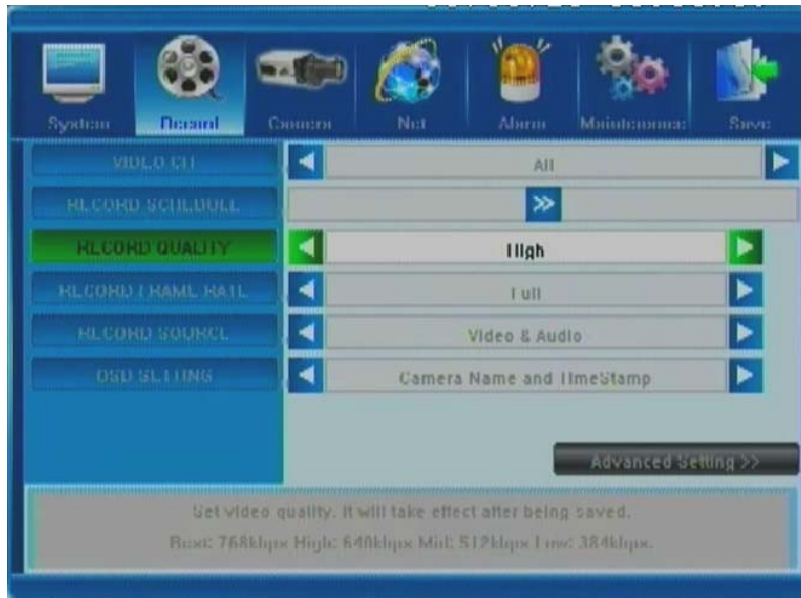 System Record Camera Net Alarm Maintenance Save
VIDEO CH All
RECORD SCHEDULE >>
RECORD QUALITY High
RECORD FRAME RATE Full
RECORD SOURCE Video & Audio
OSD SETTING Camera Name and TimeStamp
Advanced Setting >>
Set video quality. It will take effect after being saved.
Best: 768kbps High: 640kbps Mid: 512kbps Low: 384kbps.